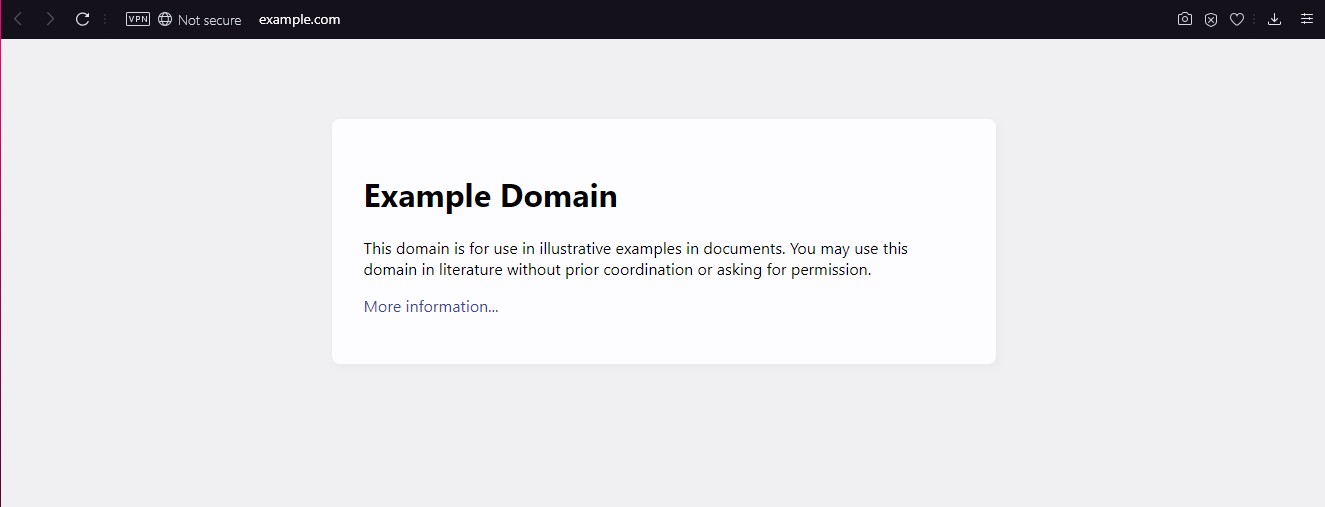 VPN Not secure example.com
Example Domain
This domain is for use in illustrative examples in documents. You may use this
domain in literature without prior coordination or asking for permission.
More information...